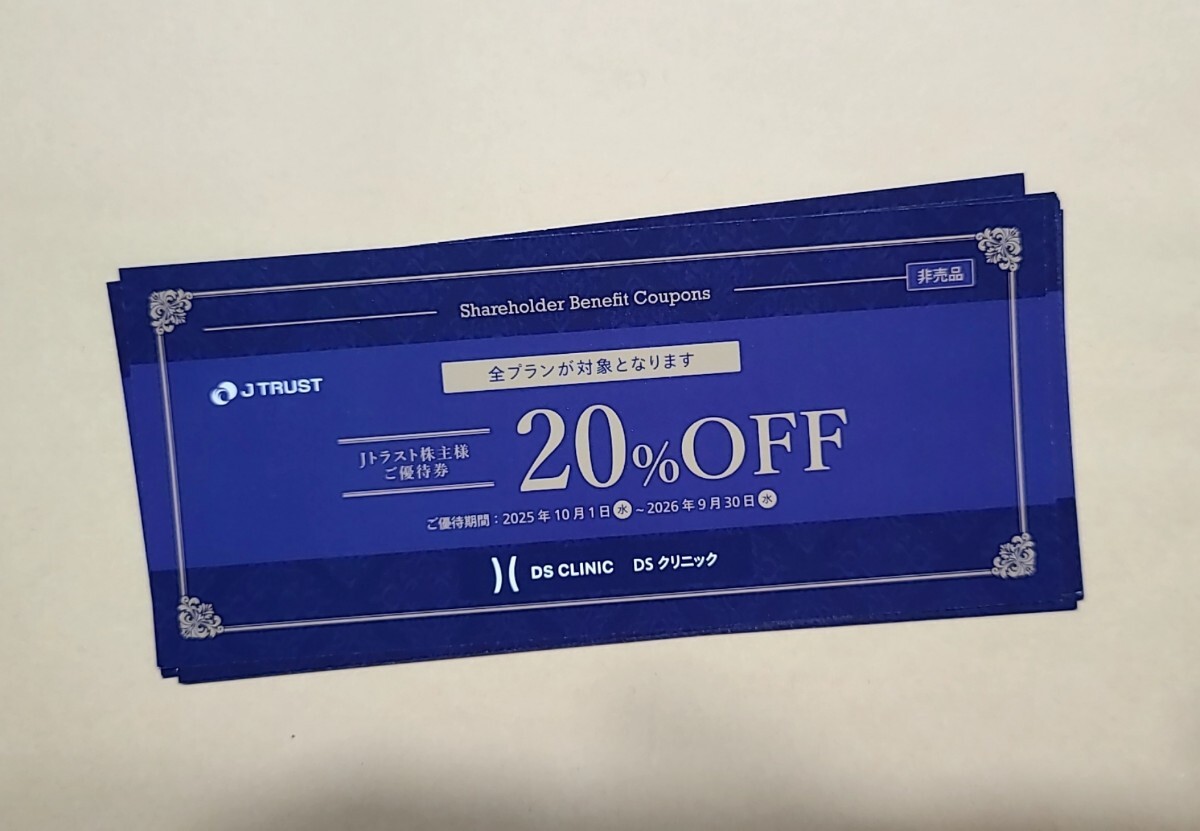 Shareholder Benefit Coupons
非売品
全プランが対象となります
J TRUST
Jトラスト株主様
ご優待券
20%OFF
ご優待期間：2025年10月1日㊌～2026年9月30日㊌
DS CLINIC DSクリニック